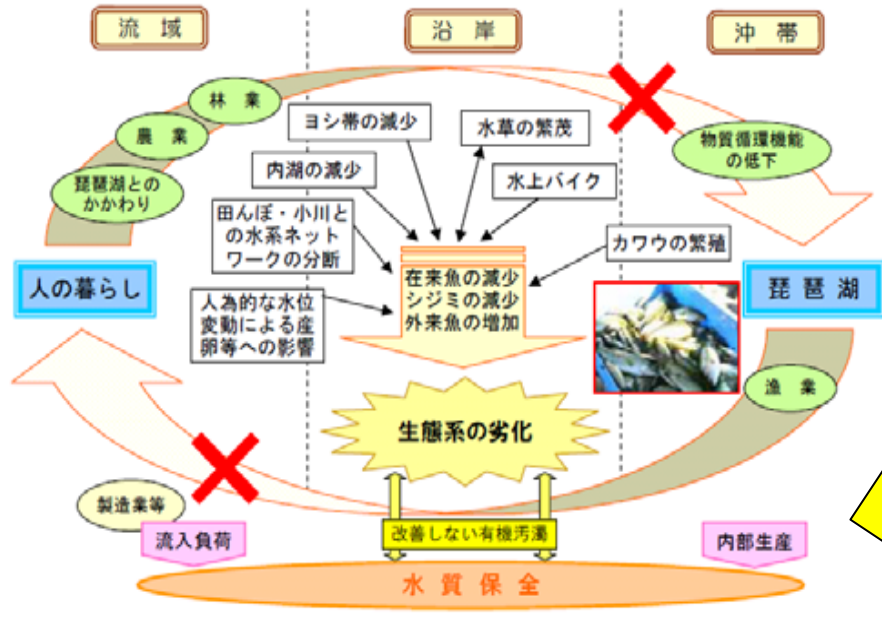 流域
沿岸
沖帯
林業
農業
琵琶湖との
かかわり
ヨシ帯の減少
水草の繁茂
内湖の減少
水上バイク
田んぼ・小川と
の水系ネット
ワークの分断
カワウの繁殖
人為的な水位
変動による産
卵等への影響
在来魚の減少
シジミの減少
外来魚の増加
物質循環機能
の低下
人の暮らし
琵琶湖
漁業
生態系の劣化
製造業等
流入負荷
改善しない有機汚濁
内部生産
水質保全